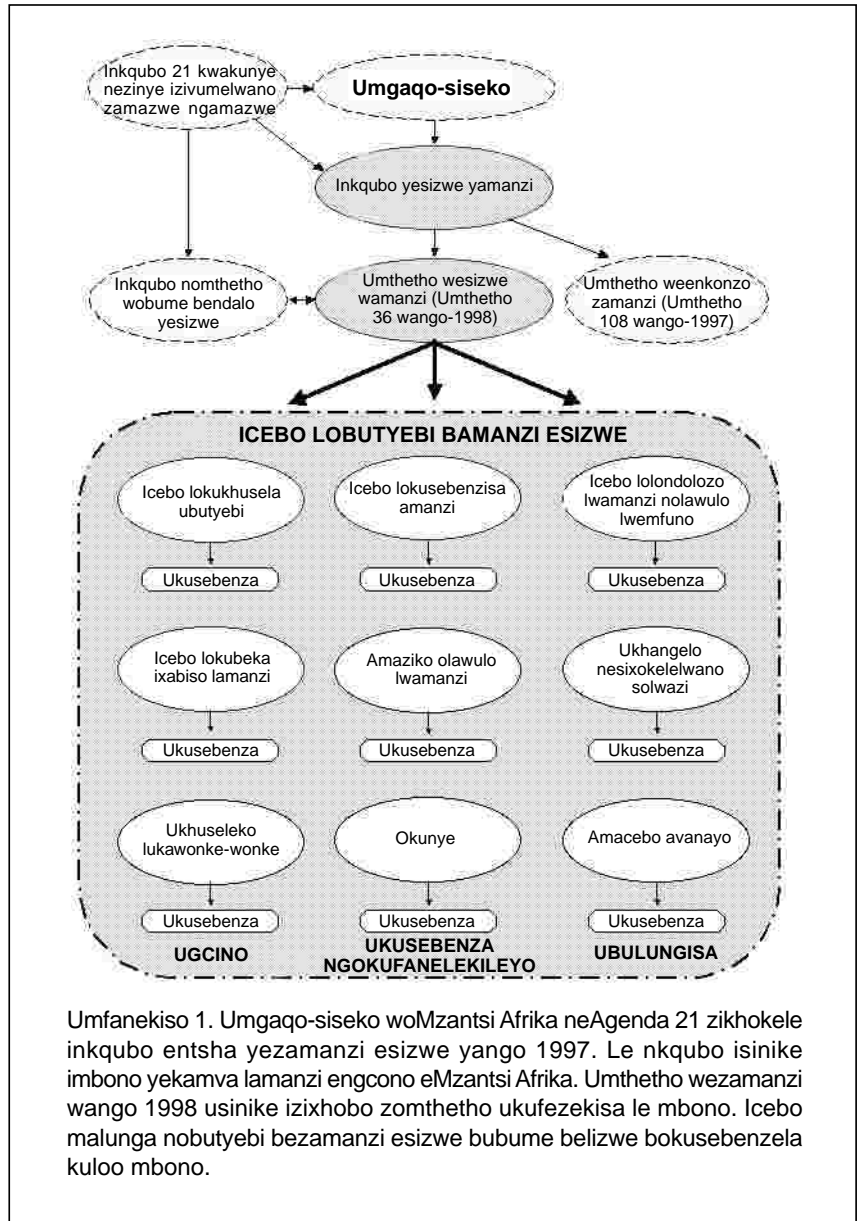 Inkqubo 21 kwakunye
nezinye izivumelwano
zamazwe ngamazwe
Umgaqo-siseko
Inkqubo yesizwe yamanzi
Inkqubo nomthetho
wobume bendalo
yesizwe
Umthetho wesizwe
wamanzi (Umthetho
36 wango-1998)
Umthetho weenkonzo
zamanzi (Umthetho
108 wango-1997)
ICEBO LOBUTYEBI BAMANZI ESIZWE
Icebo lokukhusela
ubutyebi
Icebo lokusebenzisa
amanzi
Icebo lolondolozo
lwamanzi nolawulo
lwemfuno
Ukusebenza
Ukusebenza
Ukusebenza
Icebo lokubeka
ixabiso lamanzi
Amaziko olawulo
lwamanzi
Ukhangelo
nesixokelelwano
solwazi
Ukusebenza
Ukusebenza
Ukusebenza
Ukhuseleko
lukawonke-wonke
Okunye
Amacebo avanayo
Ukusebenza
Ukusebenza
Ukusebenza
UGCINO
UKUSEBENZA
NGOKUFANELEKILEYO
UBULUNGISA
Umfanekiso 1. Umgaqo-siseko woMzantsi Afrika neAgenda 21 zikhokele
inkqubo entsha yezamanzi esizwe yango 1997. Le nkqubo isinike
imbono yekamva lamanzi engcono eMzantsi Afrika. Umthetho wezamanzi
wango 1998 usinike izixhobo zomthetho ukufezekisa le mbono. Icebo
malunga nobutyebi bezamanzi esizwe bubume belizwe bokusebenzela
kuloo mbono.